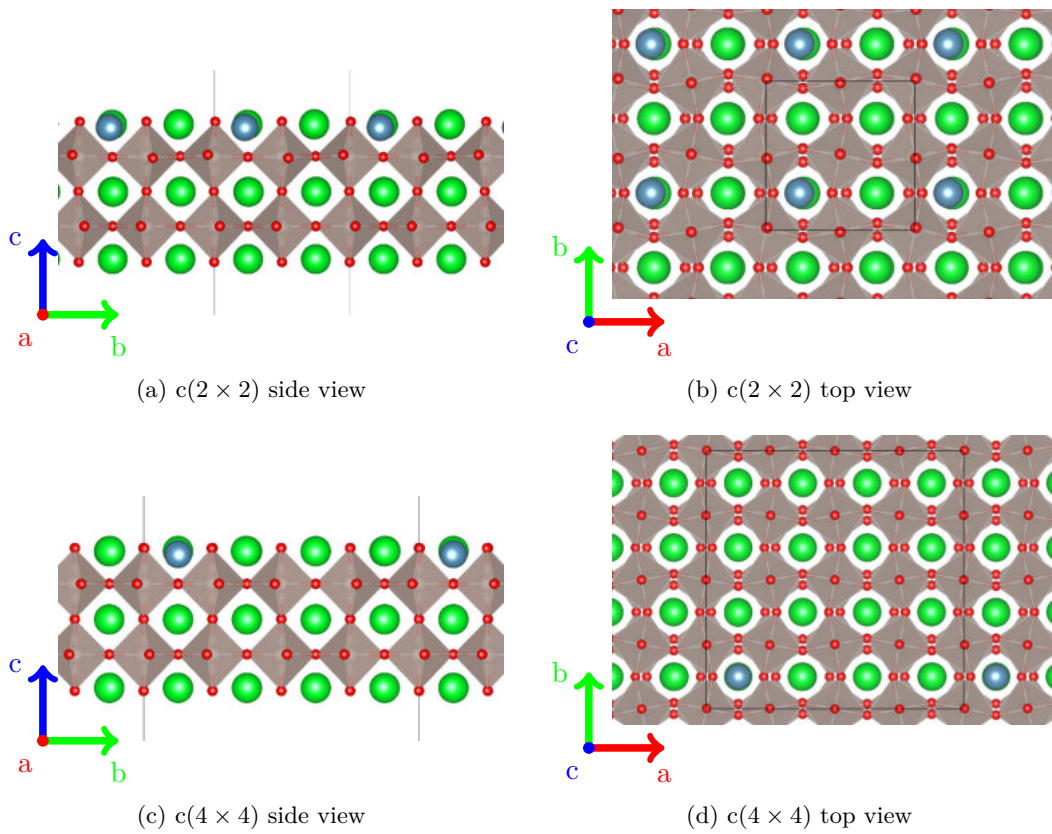 c
a
b
(a) c(2 × 2) side view
b
c
a
(b) c(2 × 2) top view
c
a
b
(c) c(4 × 4) side view
b
c
a
(d) c(4 × 4) top view